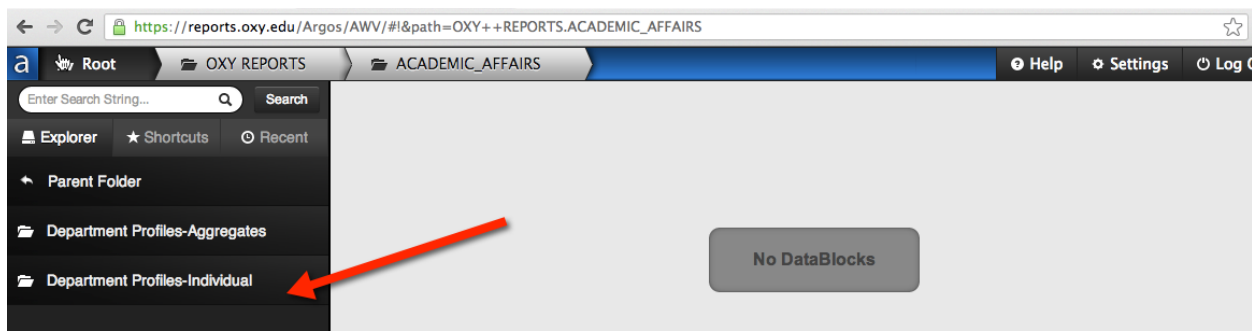 https://reports.oxy.edu/Argos/AWV/#!&path=OXY++REPORTS.ACADEMIC_AFFAIRS
a Root OXY REPORTS ACADEMIC_AFFAIRS Help Settings Log
Enter Search String... Search
Explorer Shortcuts Recent
Parent Folder
Department Profiles-Aggregates
No DataBlocks
Department Profiles-Individual